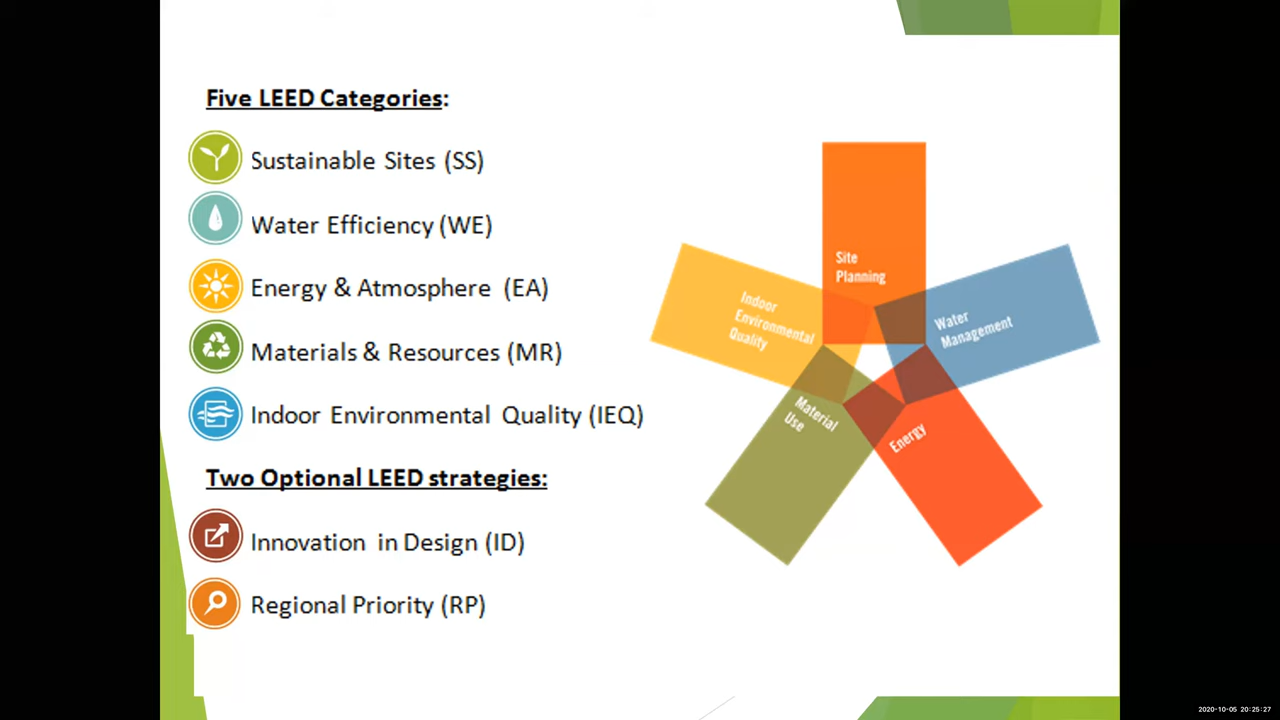 Five LEED Categories:
Sustainable Sites (SS)
Water Efficiency (WE)
Energy & Atmosphere (EA)
Materials & Resources (MR)
Indoor Environmental Quality (IEQ)
Two Optional LEED strategies:
Innovation in Design (ID)
Regional Priority (RP)
Site
Planning
Indoor
Environmental
Quality
Water
Management
Material
Use
Energy
2020-10-05 20:25:27